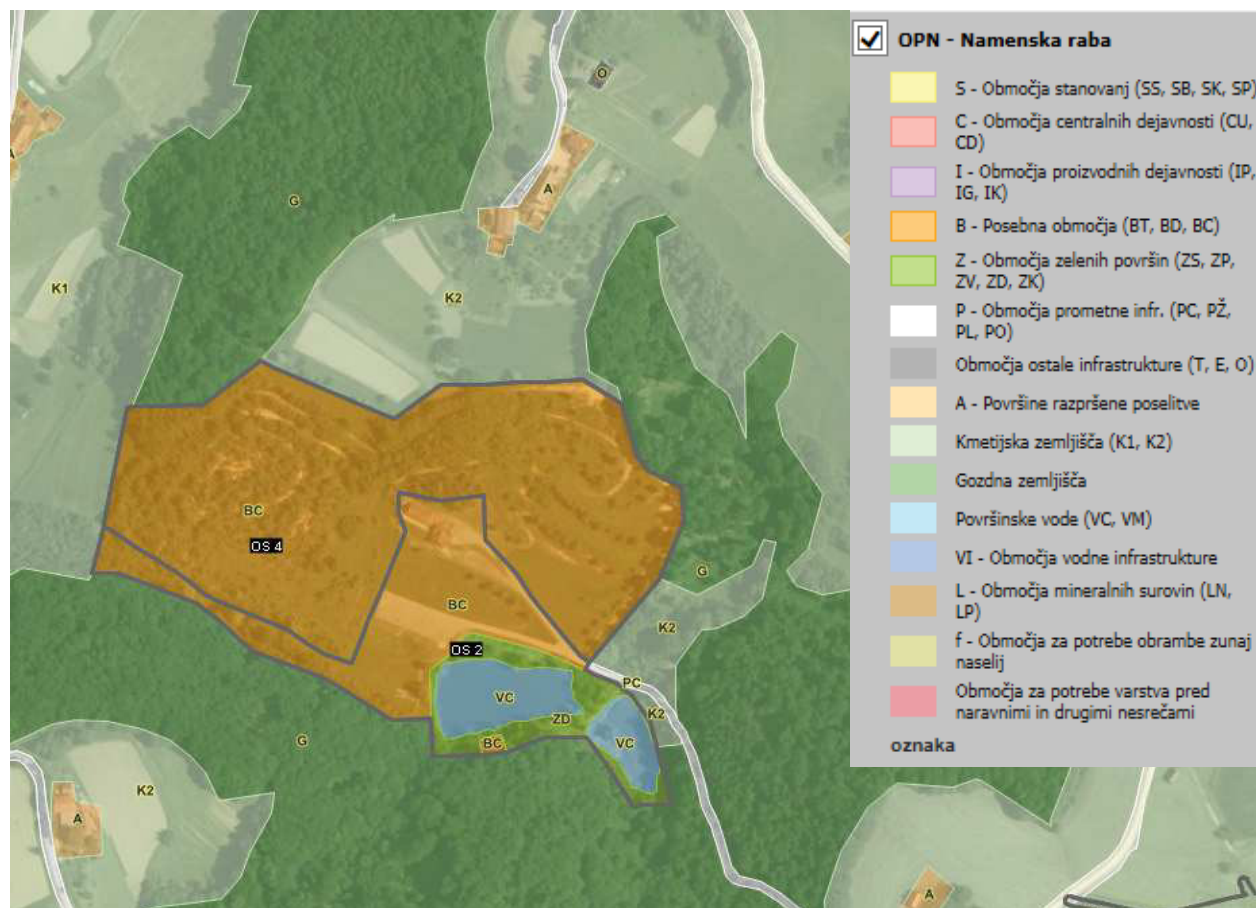 OPN - Namenska raba
S - Območja stanovanj (SS, SB, SK, SP)
C - Območja centralnih dejavnosti (CU,
CD)
I - Območja proizvodnih dejavnosti (IP,
IG, IK)
B - Posebna območja (BT, BD, BC)
Z - Območja zelenih površin (ZS, ZP,
ZV, ZD, ZK)
P - Območja prometne infr. (PC, PŽ,
PL, PO)
Območja ostale infrastrukture (T, E, O)
A - Površine razpršene poselitve
Kmetijska zemljišča (K1, K2)
Gozdna zemljišča
Površinske vode (VC, VM)
VI - Območja vodne infrastrukture
L - Območja mineralnih surovin (LN,
LP)
f - Območja za potrebe obrambe zunaj
naselij
Območja za potrebe varstva pred
naravnimi in drugimi nesrečami
oznaka
O
A
A
G
K1
K2
BC
OS 4
G
BC
K2
OS 2
PC
VC
K2
ZD
G
BC
VC
K2
A
A